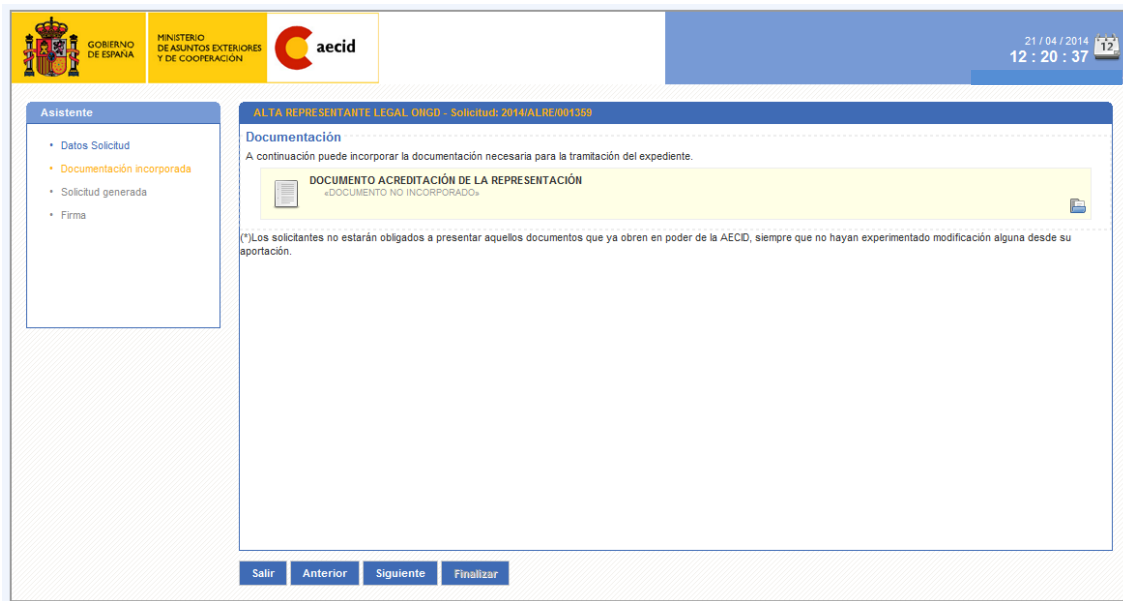 GOBIERNO
DE ESPAÑA
MINISTERIO
DE ASUNTOS EXTERIORES
Y DE COOPERACIÓN
aecid
21 / 04 / 2014
12 : 20 : 37
12
Asistente
• Datos Solicitud
• Documentación incorporada
• Solicitud generada
• Firma
ALTA REPRESENTANTE LEGAL ONGD - Solicitud: 2014/ALRE/001359
Documentación
A continuación puede incorporar la documentación necesaria para la tramitación del expediente.
DOCUMENTO ACREDITACIÓN DE LA REPRESENTACIÓN
«DOCUMENTO NO INCORPORADO»
(*)Los solicitantes no estarán obligados a presentar aquellos documentos que ya obren en poder de la AECID, siempre que no hayan experimentado modificación alguna desde su
aportación.
Salir Anterior Siguiente Finalizar